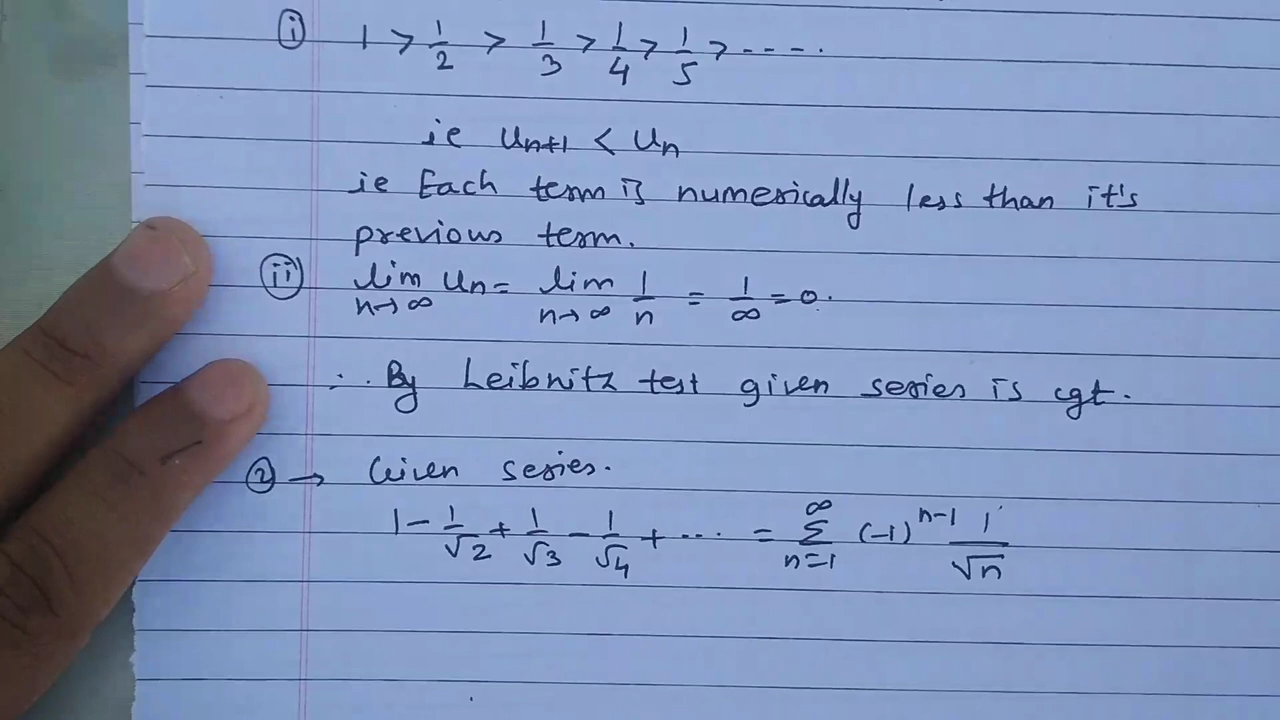 (i) 1 > 1/2 > 1/3 > 1/4 > 1/5 > ----.
ie Uₙ₊₁ < Uₙ
ie Each term is numerically less than it's
previous term.
(ii) lim n→∞ Uₙ = lim n→∞ 1/n = 1/∞ = 0.
∴ By Leibnitz test given series is cgt.
(2) → Given series.
1 - 1/√2 + 1/√3 - 1/√4 + ... = ∑ n=1 ∞ (-1)ⁿ⁻¹ 1/√n